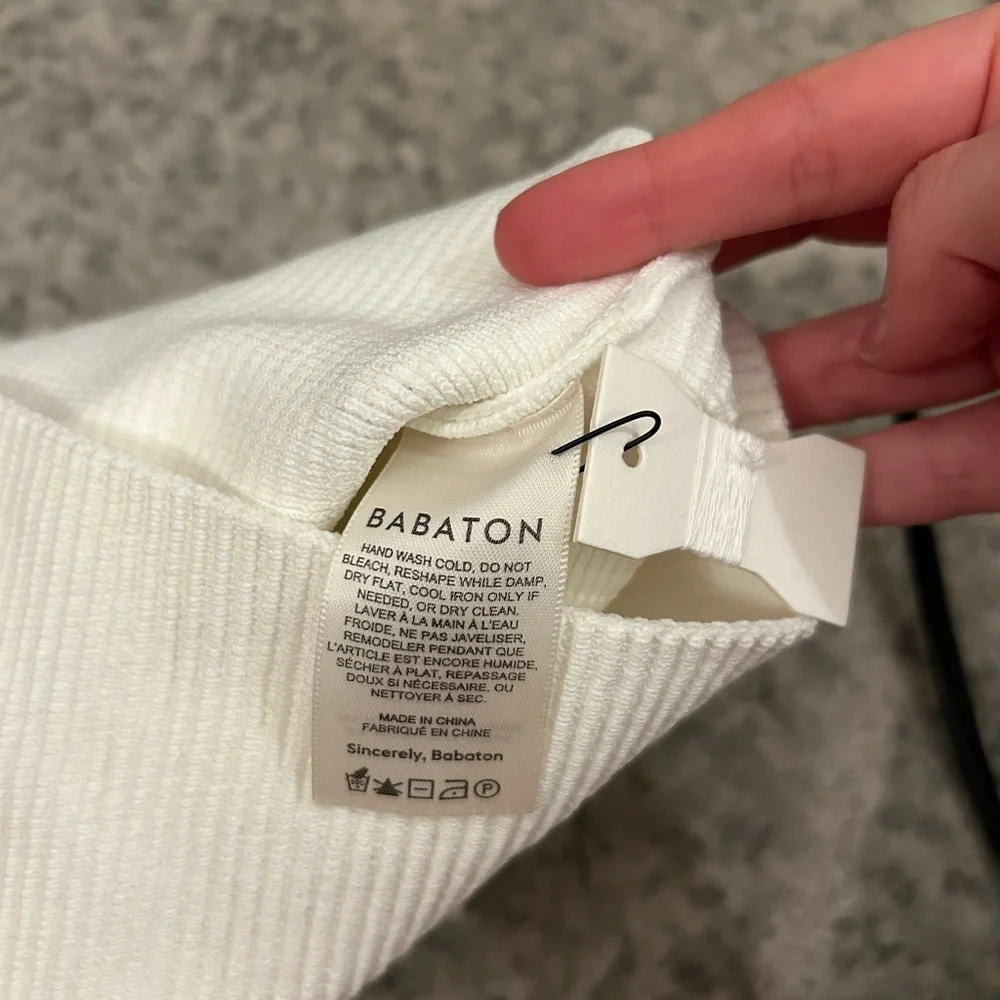 BABATON
HAND WASH COLD, DO NOT
BLEACH, RESHAPE WHILE DAMP,
DRY FLAT, COOL IRON ONLY IF
NEEDED, OR DRY CLEAN.
LAVER À LA MAIN À L'EAU
FROIDE, NE PAS JAVELISER,
REMODELER PENDANT QUE
L'ARTICLE EST ENCORE HUMIDE,
SÉCHER À PLAT, REPASSAGE
DOUX SI NÉCESSAIRE, OU
NETTOYER À SEC.
MADE IN CHINA
FABRIQUÉ EN CHINE
Sincerely, Babaton
P